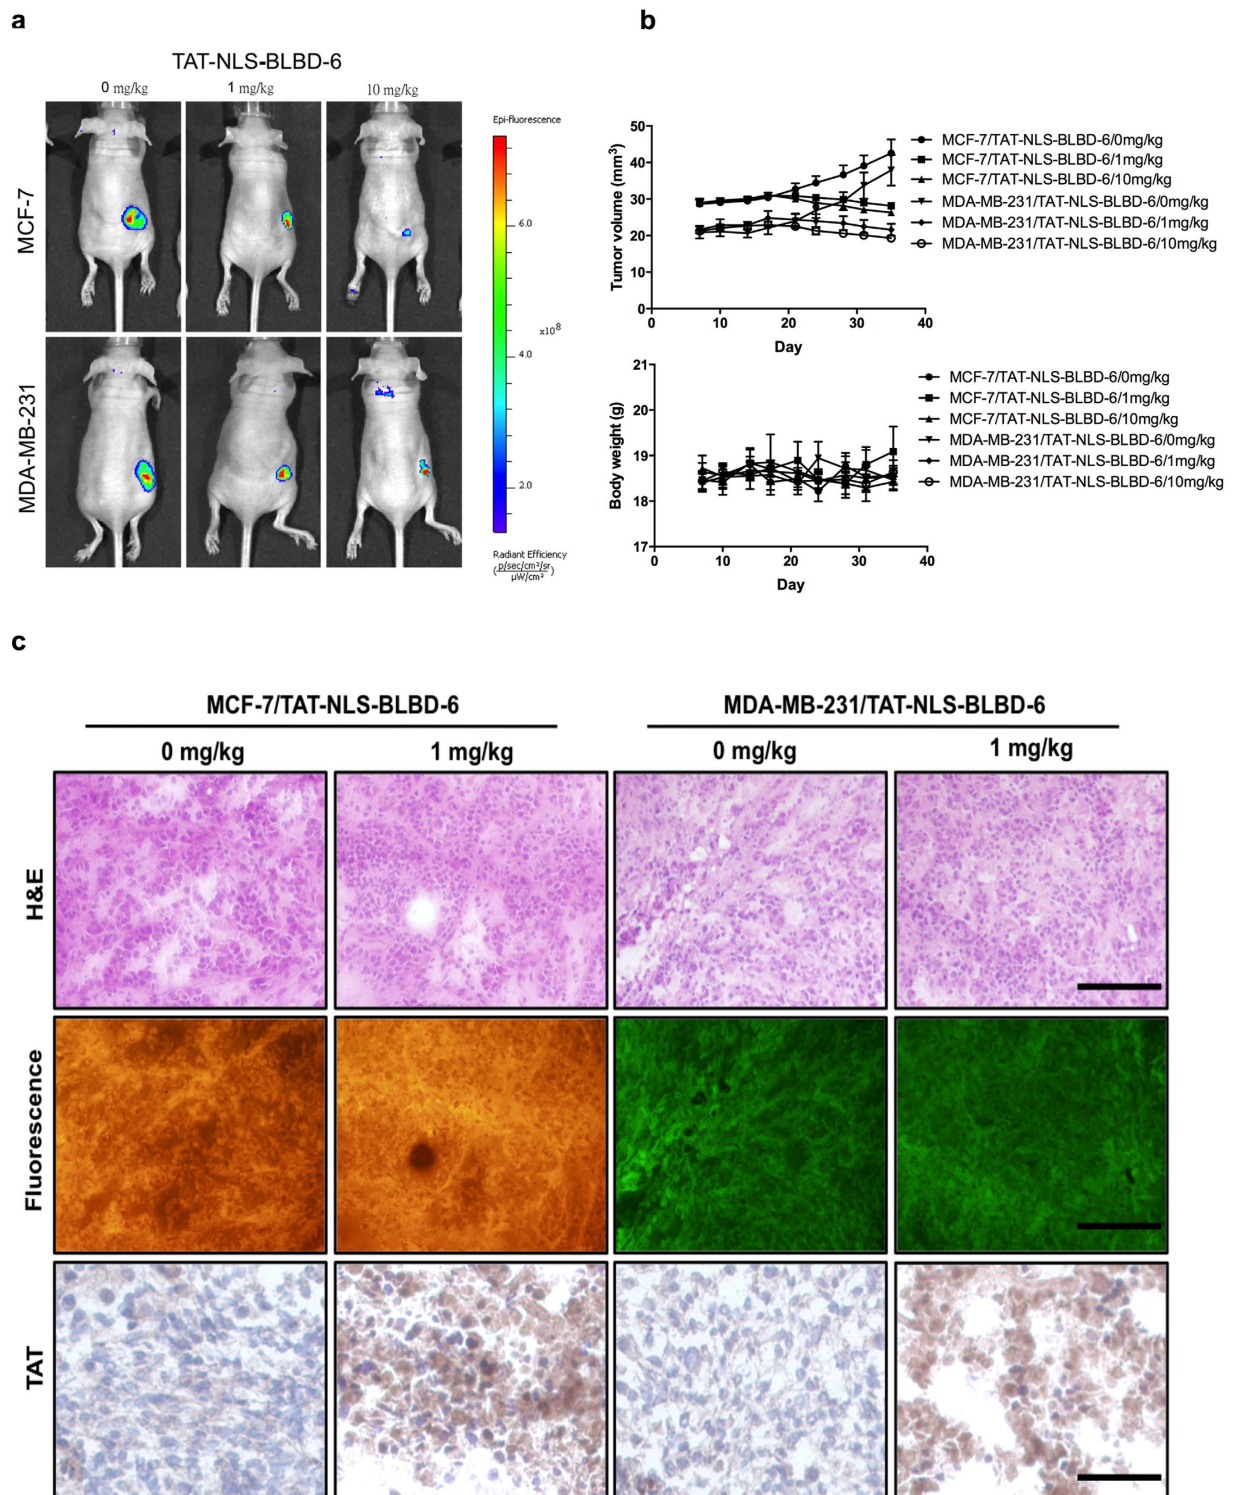 a
TAT-NLS-BLBD-6
0 mg/kg
1 mg/kg
10 mg/kg
MCF-7
MDA-MB-231
Epi-fluorescence
6.0
x10⁸
4.0
2.0
Radiant Efficiency
(p/sec/cm²/sr
µW/cm²)
b
Tumor volume (mm³)
50
40
30
20
10
0
0 10 20 30 40
Day
MCF-7/TAT-NLS-BLBD-6/0mg/kg
MCF-7/TAT-NLS-BLBD-6/1mg/kg
MCF-7/TAT-NLS-BLBD-6/10mg/kg
MDA-MB-231/TAT-NLS-BLBD-6/0mg/kg
MDA-MB-231/TAT-NLS-BLBD-6/1mg/kg
MDA-MB-231/TAT-NLS-BLBD-6/10mg/kg
Body weight (g)
21
20
19
18
17
0 10 20 30 40
Day
MCF-7/TAT-NLS-BLBD-6/0mg/kg
MCF-7/TAT-NLS-BLBD-6/1mg/kg
MCF-7/TAT-NLS-BLBD-6/10mg/kg
MDA-MB-231/TAT-NLS-BLBD-6/0mg/kg
MDA-MB-231/TAT-NLS-BLBD-6/1mg/kg
MDA-MB-231/TAT-NLS-BLBD-6/10mg/kg
c
MCF-7/TAT-NLS-BLBD-6
MDA-MB-231/TAT-NLS-BLBD-6
0 mg/kg
1 mg/kg
0 mg/kg
1 mg/kg
H&E
Fluorescence
TAT